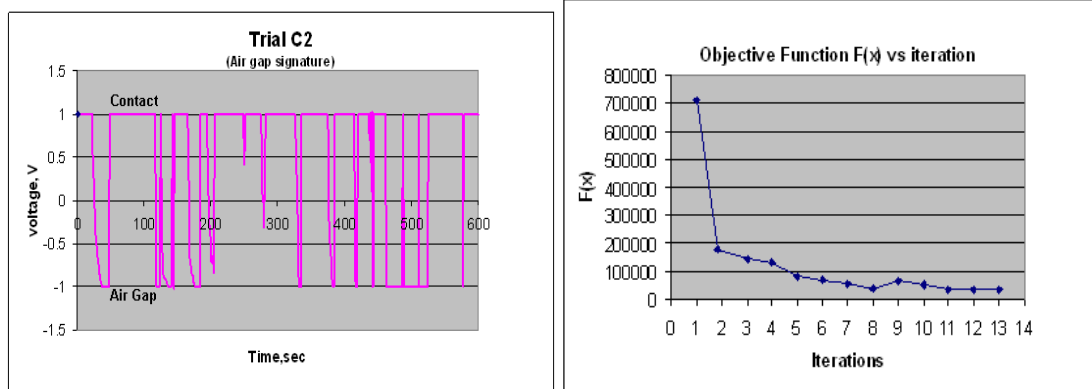 Trial C2
(Air gap signature)
1.5
Contact
1
0.5
voltage, V
0
0 100 200 300 400 500 600
-0.5
-1
Air Gap
-1.5
Time,sec
Objective Function F(x) vs iteration
800000
700000
600000
500000
F(x)
400000
300000
200000
100000
0
0 1 2 3 4 5 6 7 8 9 10 11 12 13 14
Iterations